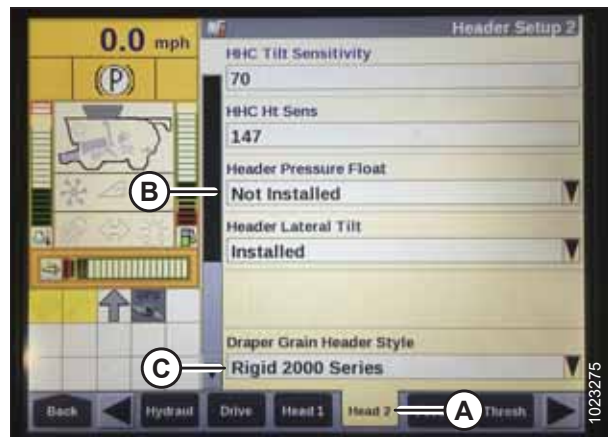 0.0 mph
Header Setup 2
(P)
HHC Tilt Sensitivity
70
HHC Ht Sens
147
Header Pressure Float
B
Not Installed
Header Lateral Tilt
Installed
Draper Grain Header Style
C
Rigid 2000 Series
Back
Hydraul
Drive
Head 1
Head 2
A
Thresh
1023275